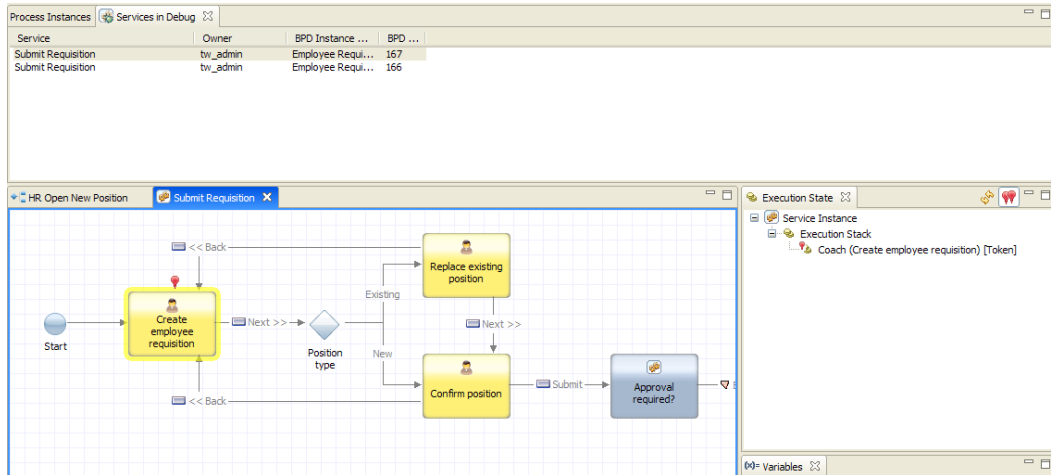 Process Instances Services in Debug
Service Owner BPD Instance ... BPD ...
Submit Requisition tw_admin Employee Requi... 167
Submit Requisition tw_admin Employee Requi... 166
HR Open New Position Submit Requisition
<< Back
Replace existing
position
Existing
Create
employee
requisition
Next >>
Start
Position
type
Next >>
New
Confirm position
Submit
Approval
required?
<< Back
Execution State
Service Instance
Execution Stack
Coach (Create employee requisition) [Token]
(x)= Variables